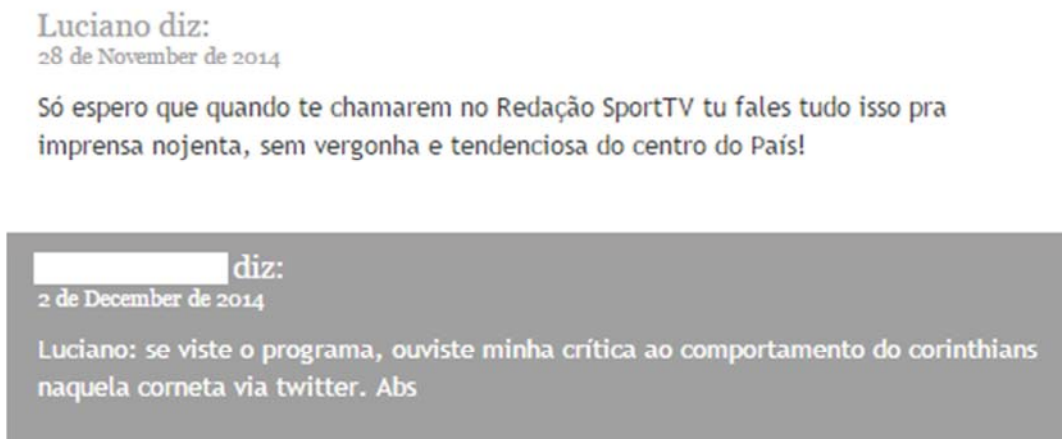 Luciano diz:
28 de November de 2014
Só espero que quando te chamarem no Redação SportTV tu fales tudo isso pra
imprensa nojenta, sem vergonha e tendenciosa do centro do País!
diz:
2 de December de 2014
Luciano: se viste o programa, ouviste minha crítica ao comportamento do corinthians
naquela corneta via twitter. Abs